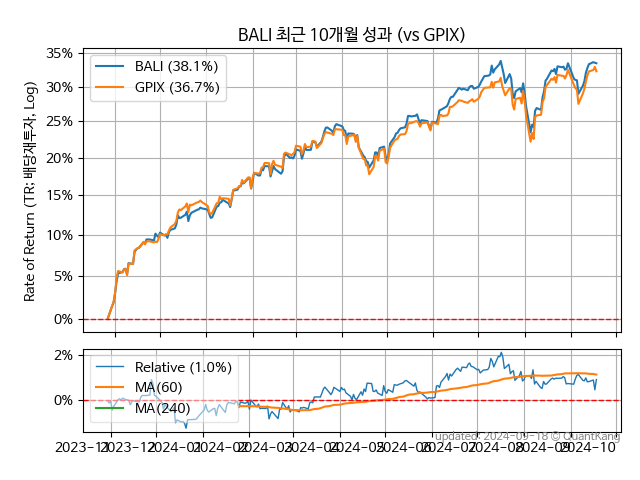 BALI 최근 10개월 성과 (vs GPIX)
35%
30%
25%
20%
15%
10%
5%
0%
Rate of Return (TR; 배당재투자, Log)
BALI (38.1%)
GPIX (36.7%)
2%
0%
Relative (1.0%)
MA(60)
MA(240)
updated: 2024-09-18 © QuantKang
2023-11
2023-12
2024-01
2024-02
2024-03
2024-04
2024-05
2024-06
2024-07
2024-08
2024-09
2024-10